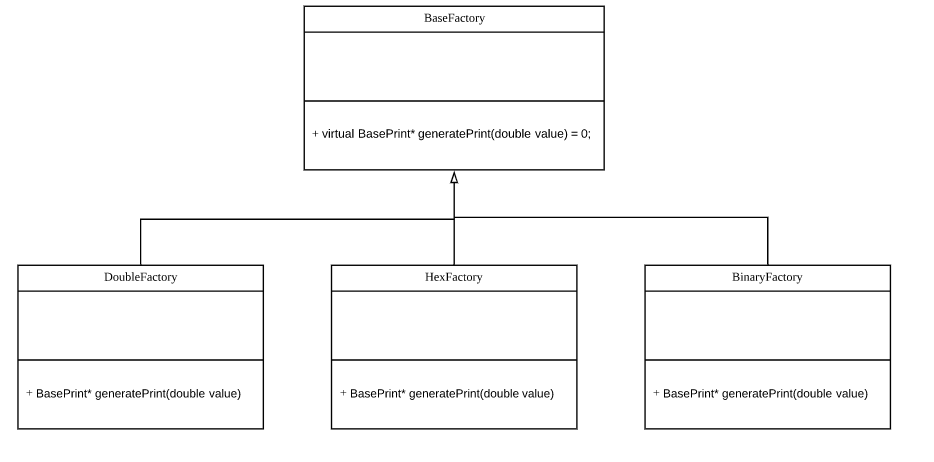 BaseFactory
+ virtual BasePrint* generatePrint(double value) = 0;
DoubleFactory
HexFactory
BinaryFactory
+ BasePrint* generatePrint(double value)
+ BasePrint* generatePrint(double value)
+ BasePrint* generatePrint(double value)